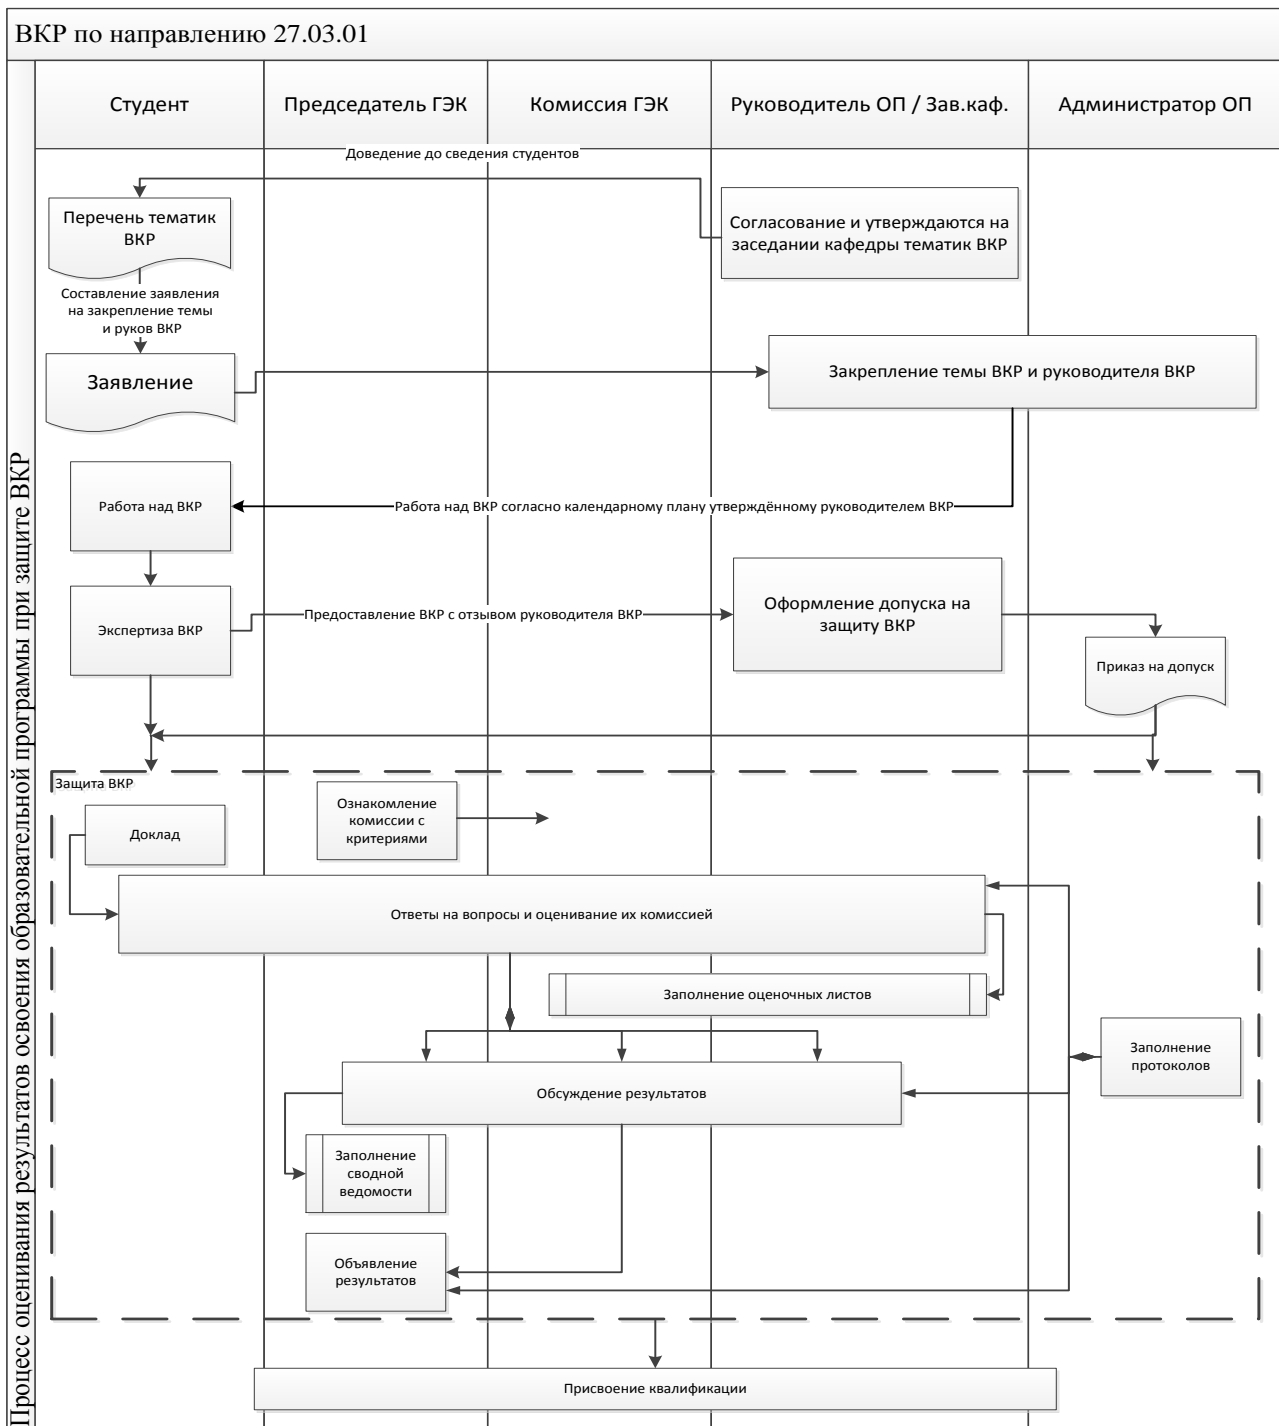 ВКР по направлению 27.03.01
Процесс оценивания результатов освоения образовательной программы при защите ВКР
Студент
Председатель ГЭК
Комиссия ГЭК
Руководитель ОП / Зав.каф.
Администратор ОП
Доведение до сведения студентов
Перечень тематик
ВКР
Согласование и утверждаются на
заседании кафедры тематик ВКР
Составление заявления
на закрепление темы
и руков ВКР
Заявление
Закрепление темы ВКР и руководителя ВКР
Работа над ВКР
Работа над ВКР согласно календарному плану утверждённому руководителем ВКР
Экспертиза ВКР
Предоставление ВКР с отзывом руководителя ВКР
Оформление допуска на
защиту ВКР
Приказ на допуск
Защита ВКР
Доклад
Ознакомление
комиссии с
критериями
Ответы на вопросы и оценивание их комиссией
Заполнение оценочных листов
Заполнение
протоколов
Обсуждение результатов
Заполнение
сводной
ведомости
Объявление
результатов
Присвоение квалификации